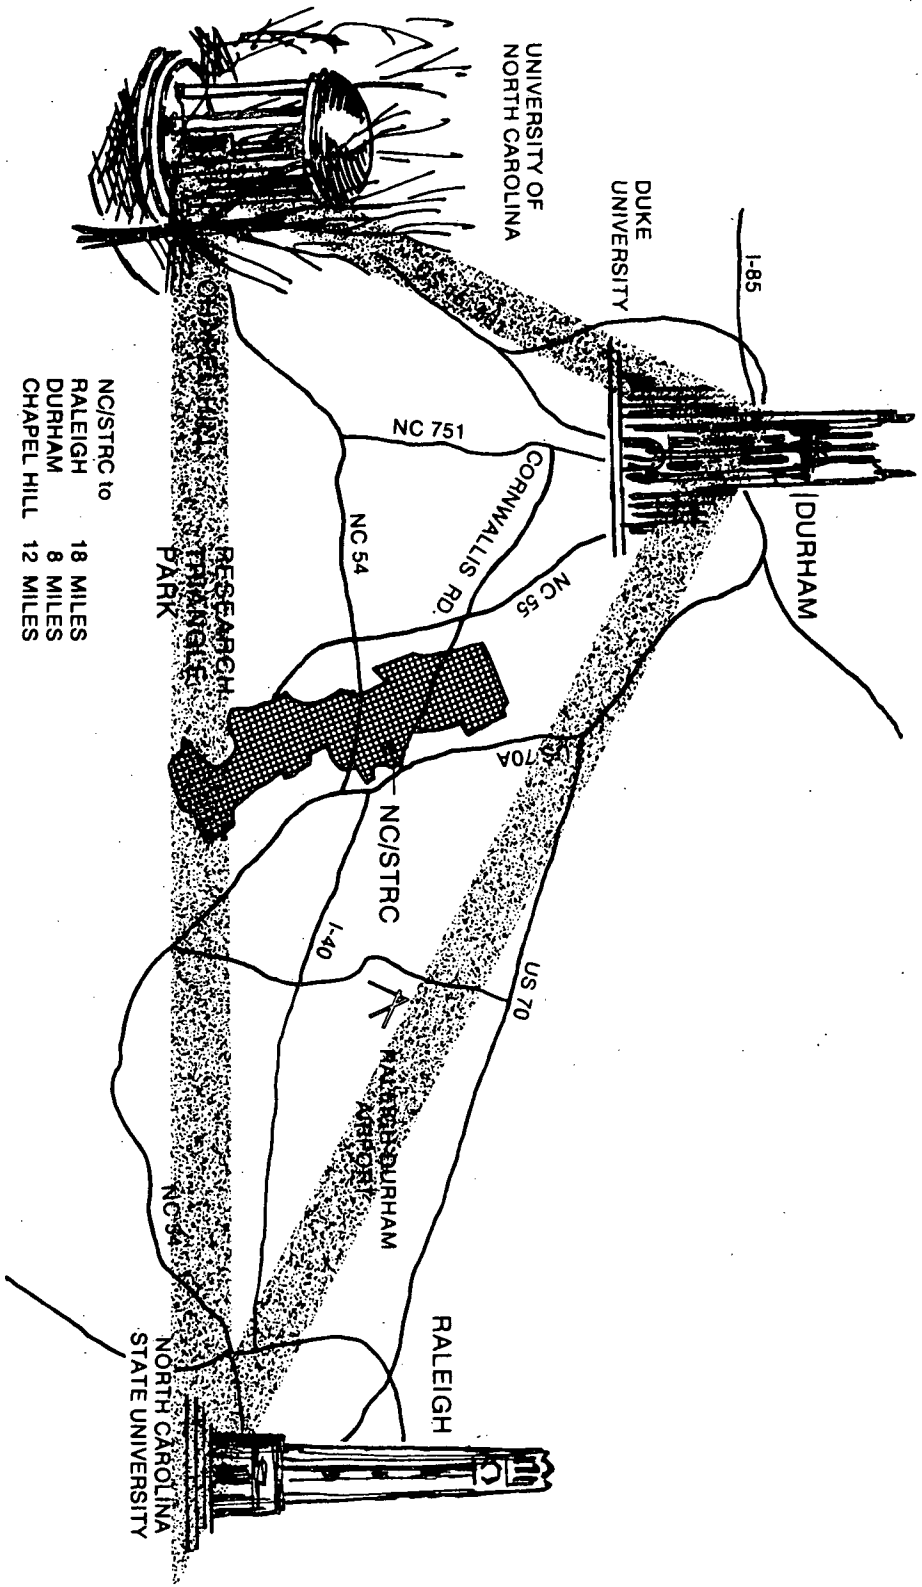 I-85
DURHAM
DUKE
UNIVERSITY
UNIVERSITY OF
NORTH CAROLINA
US 70
NC 751
CORNWALLIS RD.
NC 55
70A
NC 54
NC/STRC
I-40
RALEIGH
RALEIGH-DURHAM
AIRPORT
CHAPEL HILL
RESEARCH
TRIANGLE
PARK
NC 54
NORTH CAROLINA
STATE UNIVERSITY
NC/STRC to
RALEIGH 18 MILES
DURHAM 8 MILES
CHAPEL HILL 12 MILES